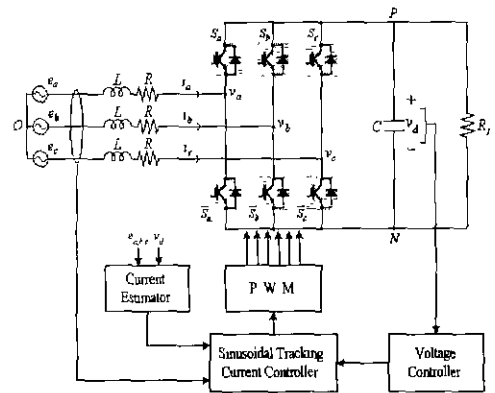 P
S_a S_b S_c
e_a L R i_a
v_a
O e_b L R i_b
v_b
e_c L R i_c
v_c
C + v_d -
R_L
S̅_a S̅_b S̅_c
N
e_abc v_d
Current
Estimator
P W M
Sinusoidal Tracking
Current Controller
Voltage
Controller